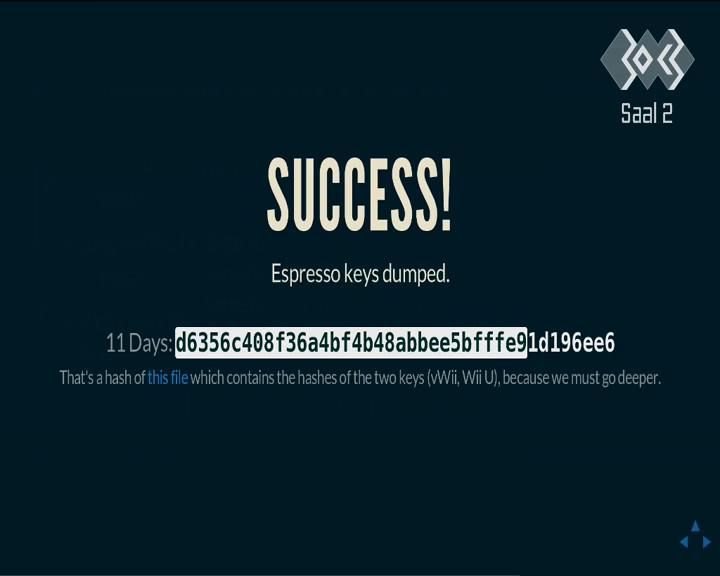 Saal 2
SUCCESS!
Espresso keys dumped.
11 Days: d6356c408f36a4bf4b48abbee5bfffe91d196ee6
That's a hash of this file which contains the hashes of the two keys (vWii, Wii U), because we must go deeper.